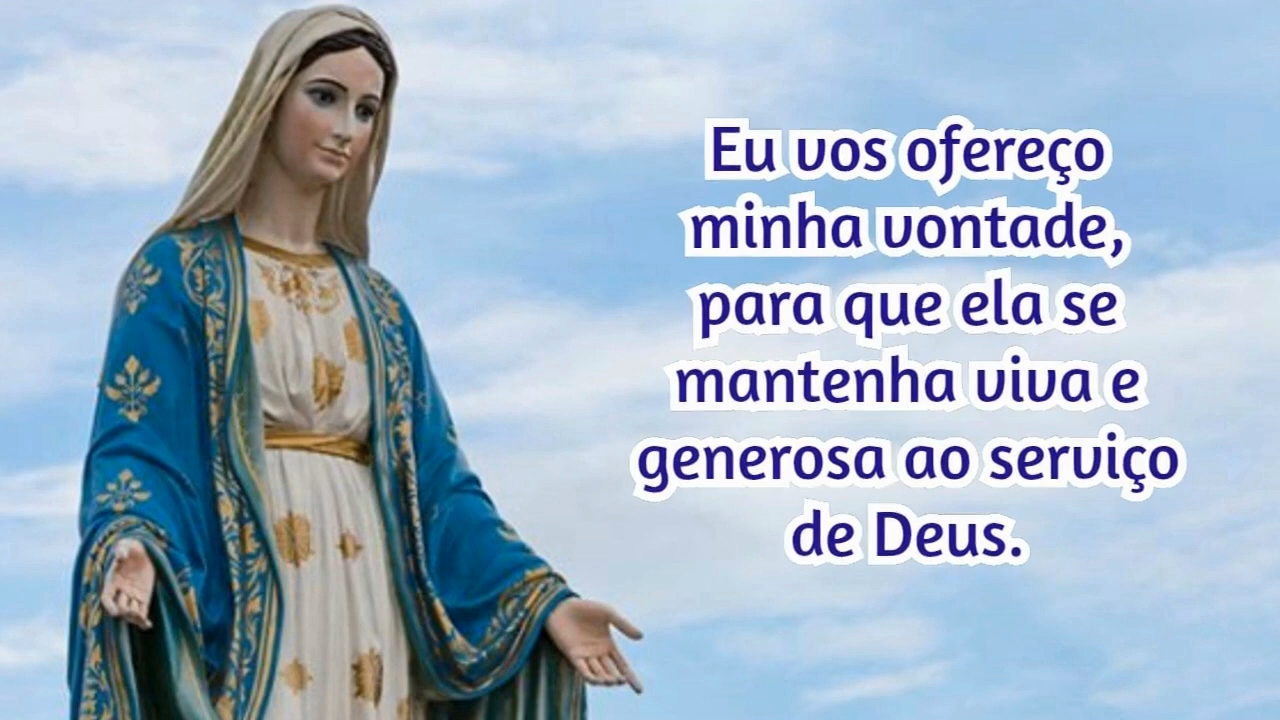 Eu vos ofereço
minha vontade,
para que ela se
mantenha viva e
generosa ao serviço
de Deus.